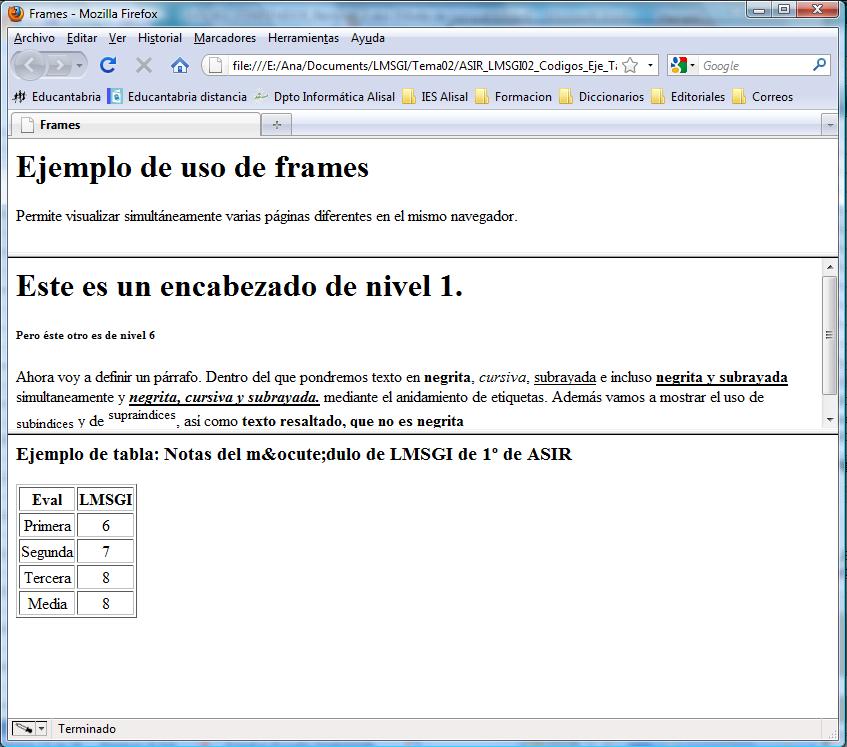 Frames - Mozilla Firefox
Archivo Editar Ver Historial Marcadores Herramientas Ayuda
file:///E:/Ana/Documents/LMSGI/Tema02/ASIR_LMSGI02_Codigos_Eje_Ta Google
Educantabria Educantabria distancia Dpto Informática Alisal IES Alisal Formacion Diccionarios Editoriales Correos
Frames
Ejemplo de uso de frames
Permite visualizar simultáneamente varias páginas diferentes en el mismo navegador.
Este es un encabezado de nivel 1.
Pero éste otro es de nivel 6
Ahora voy a definir un párrafo. Dentro del que pondremos texto en negrita, cursiva, subrayada e incluso negrita y subrayada
simultaneamente y negrita, cursiva y subrayada. mediante el anidamiento de etiquetas. Además vamos a mostrar el uso de
subíndices y de supraíndices, así como texto resaltado, que no es negrita
Ejemplo de tabla: Notas del m&ocute;dulo de LMSGI de 1º de ASIR
Eval LMSGI
Primera 6
Segunda 7
Tercera 8
Media 8
Terminado